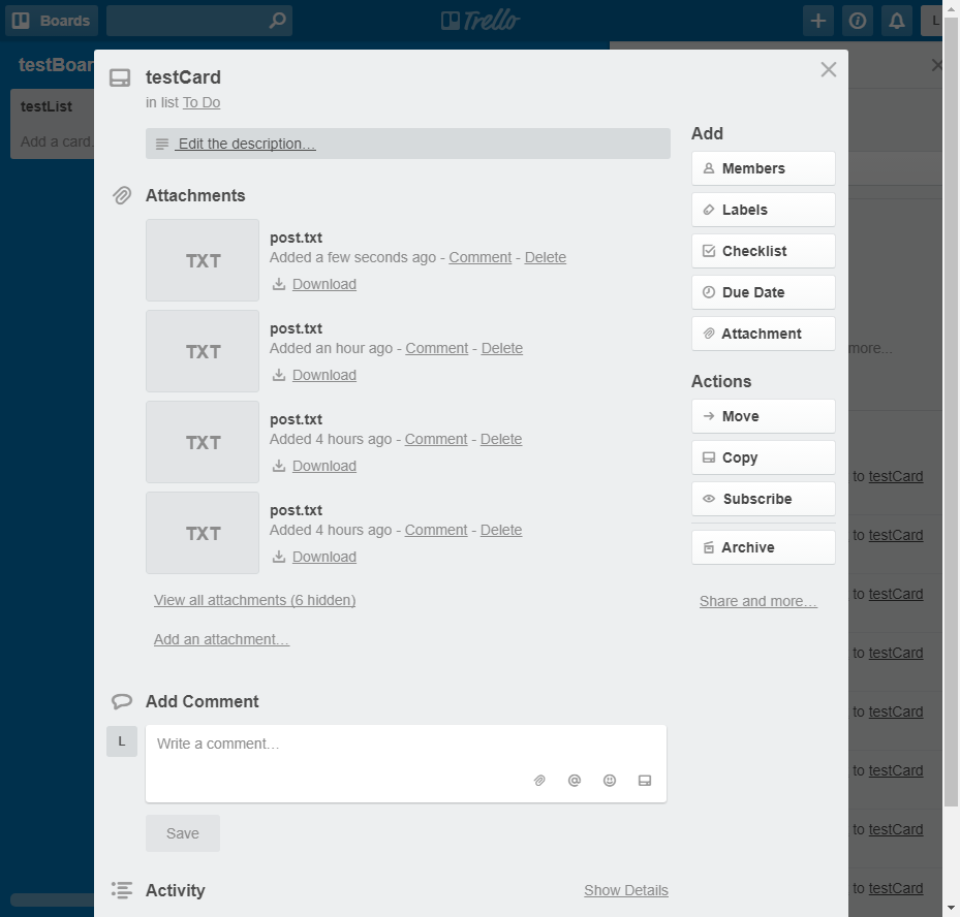 Boards
Trello
L
testBoar
testList
Add a card.
testCard
in list To Do
Edit the description…
Attachments
TXT
post.txt
Added a few seconds ago - Comment - Delete
Download
TXT
post.txt
Added an hour ago - Comment - Delete
Download
TXT
post.txt
Added 4 hours ago - Comment - Delete
Download
TXT
post.txt
Added 4 hours ago - Comment - Delete
Download
View all attachments (6 hidden)
Add an attachment…
Add Comment
L
Write a comment…
@
Save
Activity
Show Details
Add
Members
Labels
Checklist
Due Date
Attachment
Actions
Move
Copy
Subscribe
Archive
Share and more…
more...
to testCard
to testCard
to testCard
to testCard
to testCard
to testCard
to testCard
to testCard